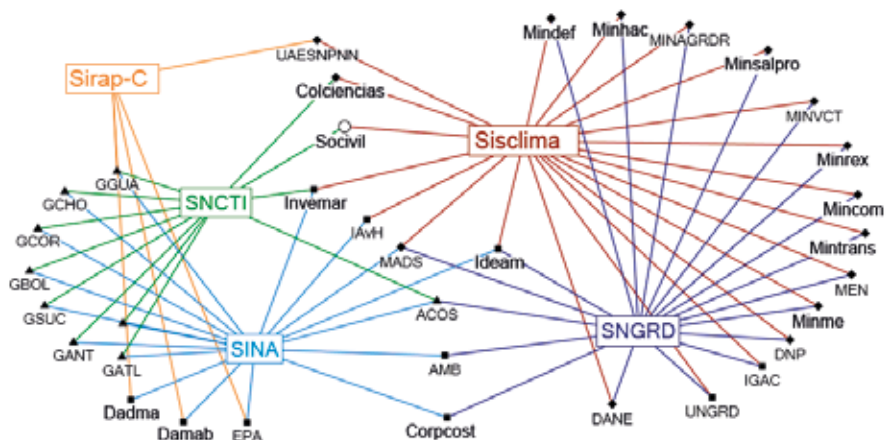 Mindef
Minhac
MINAGRDR
UAESNPNN
Minsalpro
Sirap-C
Colciencias
MINVCT
Socivil
Sisclima
Minrex
GGUA
GCHO
SNCTI
Invemar
Mincom
GCOR
IAvH
Mintrans
MADS
Ideam
GBOL
MEN
GSUC
ACOS
Minme
SNGRD
GANT
GATL
SINA
AMB
DNP
IGAC
Dadma
Damab
EPA
Corpcost
DANE
UNGRD